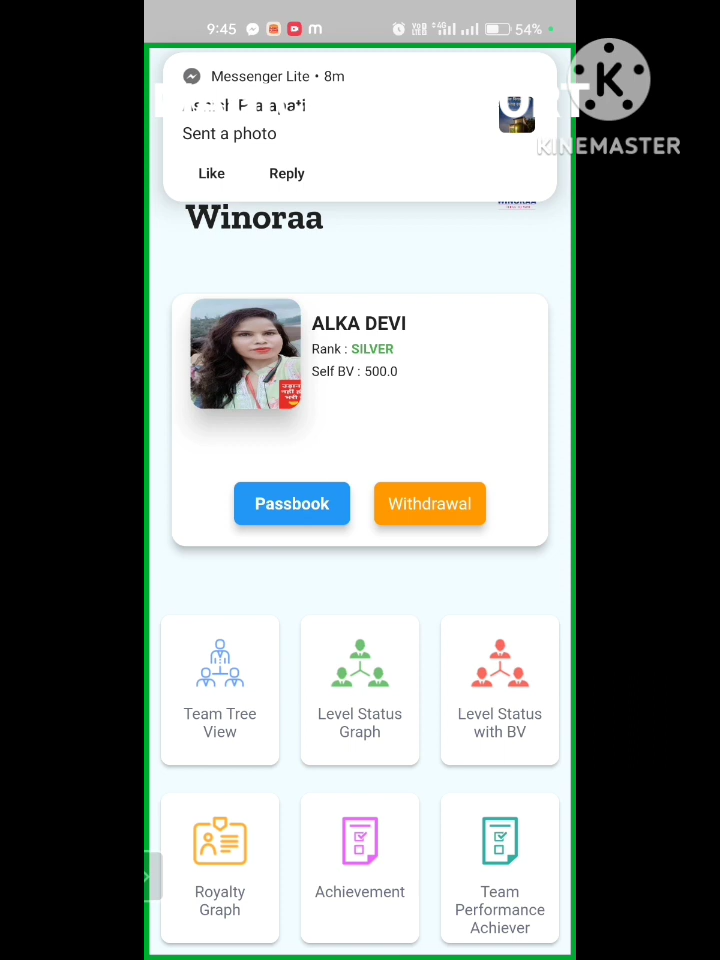 9:45
54%
Messenger Lite • 8m
Sent a photo
KINEMASTER
Like Reply
Winoraa
WINORAA
ALKA DEVI
Rank : SILVER
Self BV : 500.0
Passbook Withdrawal
Team Tree View
Level Status Graph
Level Status with BV
Royalty Graph
Achievement
Team Performance Achiever